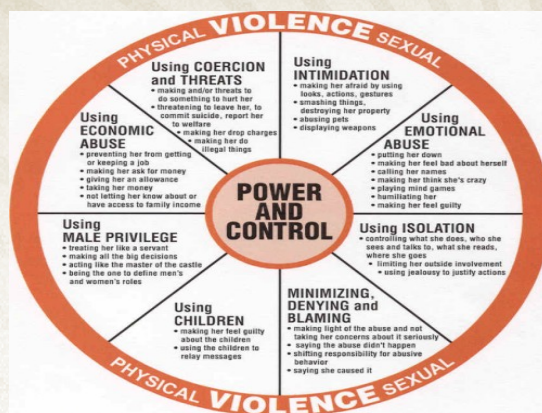 PHYSICAL VIOLENCE SEXUAL
Using COERCION
and THREATS
• making and/or threats to
do something to hurt her
• threatening to leave her, to
commit suicide, report her
to welfare
• making her drop charges
• making her do
illegal things
Using
INTIMIDATION
• making her afraid by using
looks, actions, gestures
• smashing things,
destroying her property
• abusing pets
• displaying weapons
Using
ECONOMIC
ABUSE
• preventing her from getting
or keeping a job
• making her ask for money
• giving her an allowance
• taking her money
• not letting her know about or
have access to family income
Using
EMOTIONAL
ABUSE
• putting her down
• making her feel bad about herself
• calling her names
• making her think she's crazy
• playing mind games
• humiliating her
• making her feel guilty
POWER
AND
CONTROL
Using
MALE PRIVILEGE
• treating her like a servant
• making all the big decisions
• acting like the master of the castle
• being the one to define men's
and women's roles
Using ISOLATION
• controlling what she does, who she
sees and talks to, what she reads,
where she goes
• limiting her outside involvement
• using jealousy to justify actions
Using
CHILDREN
• making her feel guilty
about the children
• using the children to
relay messages
MINIMIZING,
DENYING and
BLAMING
• making light of the abuse and not
taking her concerns about it seriously
• saying the abuse didn't happen
• shifting responsibility for abusive
behavior
• saying she caused it
PHYSICAL VIOLENCE SEXUAL